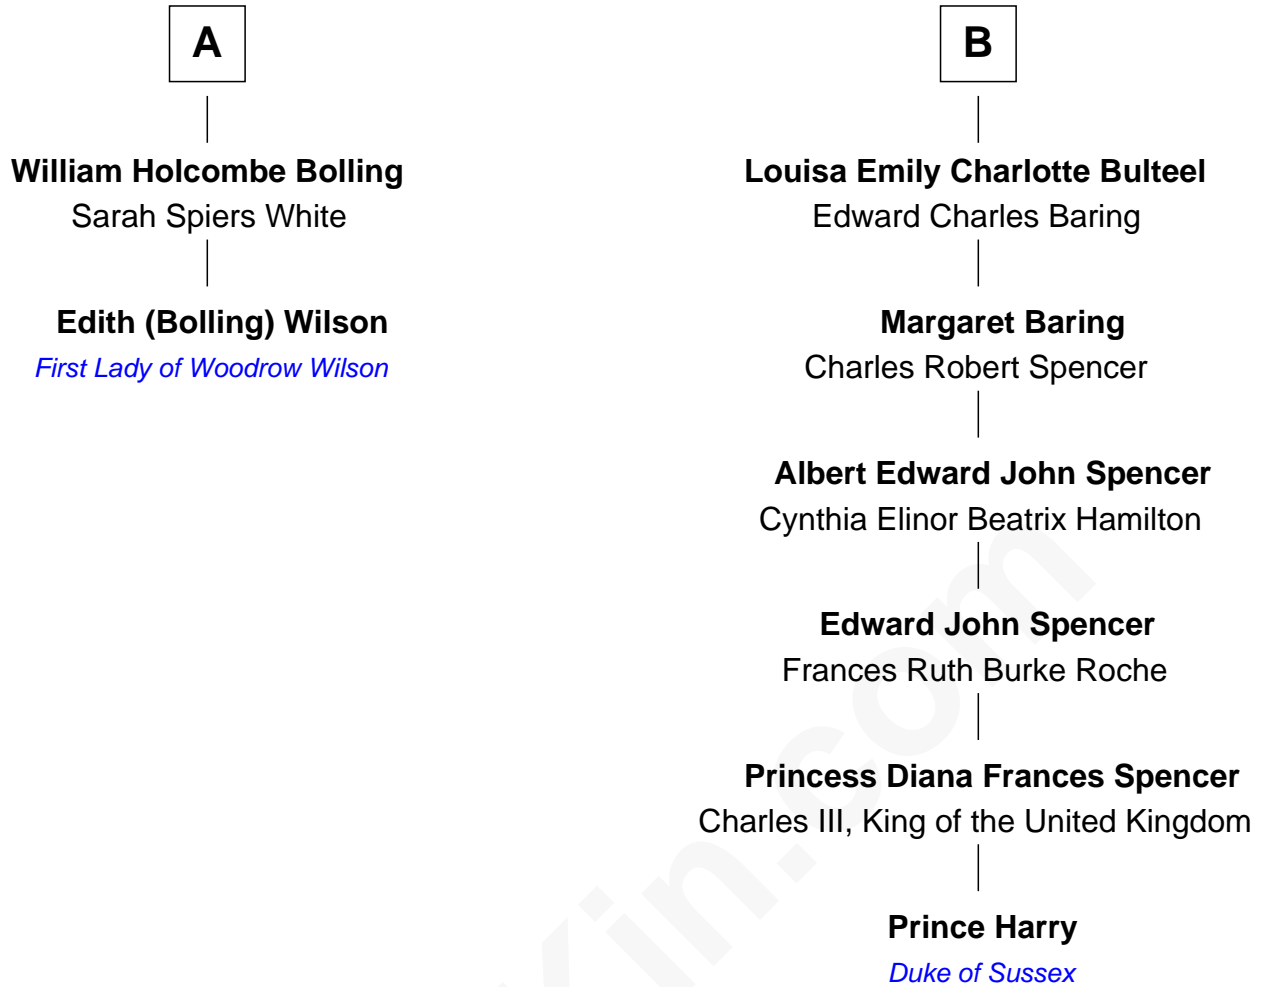 A
William Holcombe Bolling
Sarah Spiers White
Edith (Bolling) Wilson
First Lady of Woodrow Wilson
B
Louisa Emily Charlotte Bulteel
Edward Charles Baring
Margaret Baring
Charles Robert Spencer
Albert Edward John Spencer
Cynthia Elinor Beatrix Hamilton
Edward John Spencer
Frances Ruth Burke Roche
Princess Diana Frances Spencer
Charles III, King of the United Kingdom
Prince Harry
Duke of Sussex
Kin.com